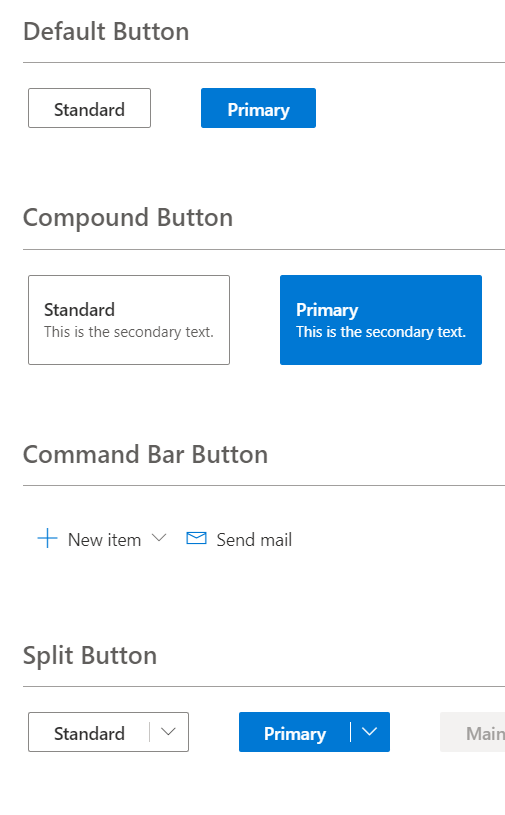 Default Button
Standard Primary
Compound Button
Standard Primary
This is the secondary text. This is the secondary text.
Command Bar Button
New item Send mail
Split Button
Standard Primary Main